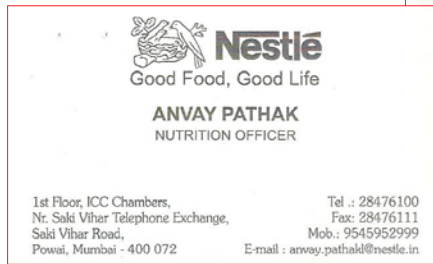 Nestlé
Good Food, Good Life
ANVAY PATHAK
NUTRITION OFFICER
1st Floor, ICC Chambers,
Nr. Saki Vihar Telephone Exchange,
Saki Vihar Road,
Powai, Mumbai - 400 072
Tel .: 28476100
Fax: 28476111
Mob.: 9545952999
E-mail : anvay.pathakl@nestle.in